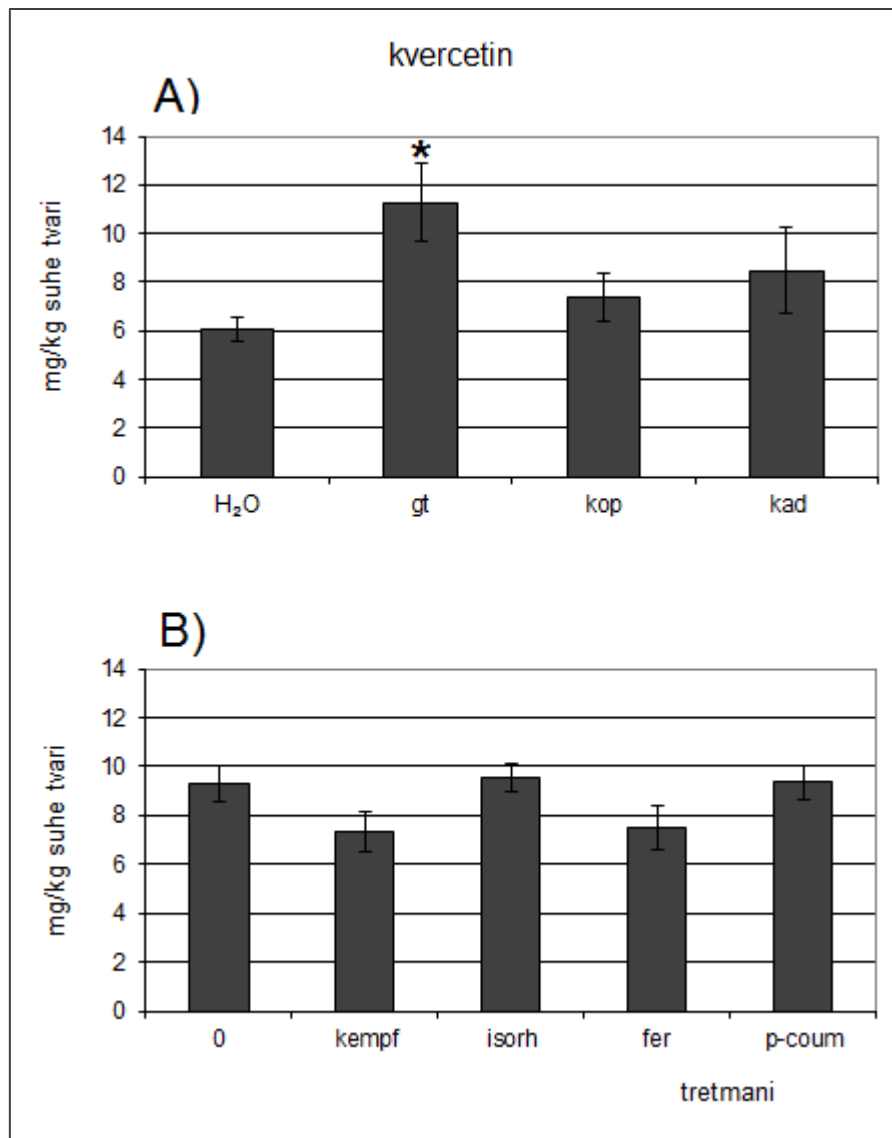 kvercetin
A)
mg/kg suhe tvari
14
12
10
8
6
4
2
0
*
H₂O gt kop kad
B)
mg/kg suhe tvari
14
12
10
8
6
4
2
0
0 kempf isorh fer p-coum
tretmani